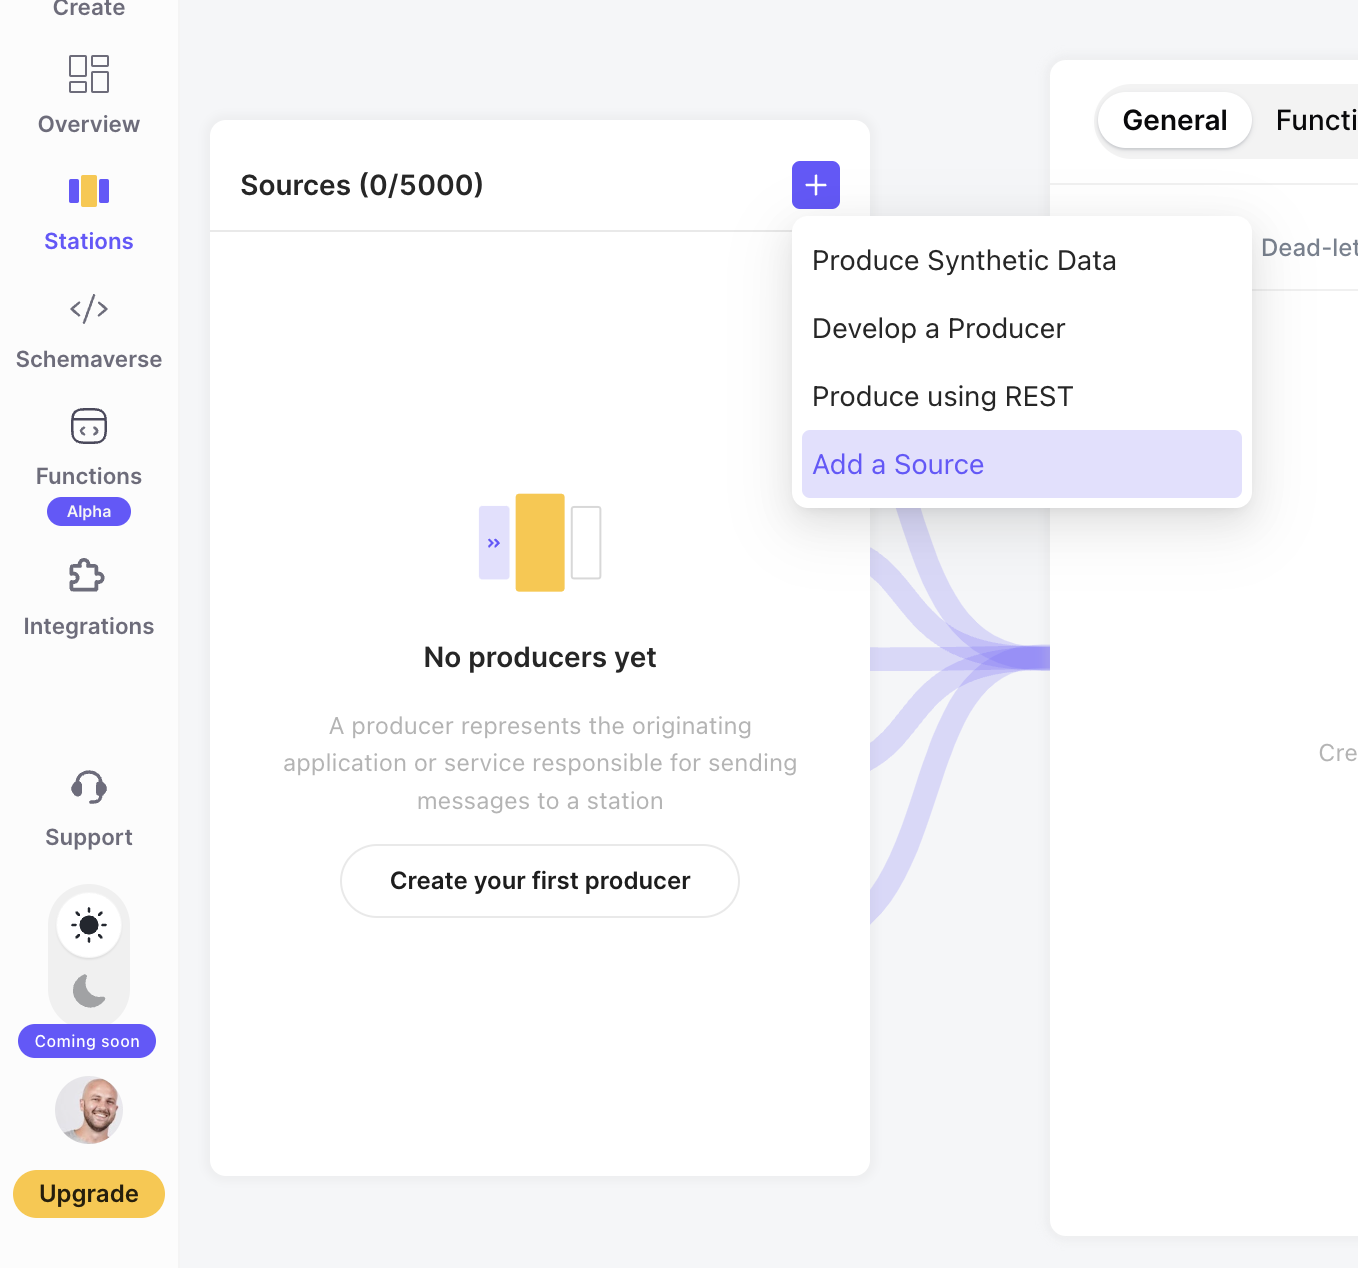 Create
Overview
Stations
Schemaverse
Functions
Alpha
Integrations
Support
Coming soon
Upgrade
Sources (0/5000)
Produce Synthetic Data
Develop a Producer
Produce using REST
Add a Source
No producers yet
A producer represents the originating
application or service responsible for sending
messages to a station
Create your first producer
General
Functi
Dead-let
Cre